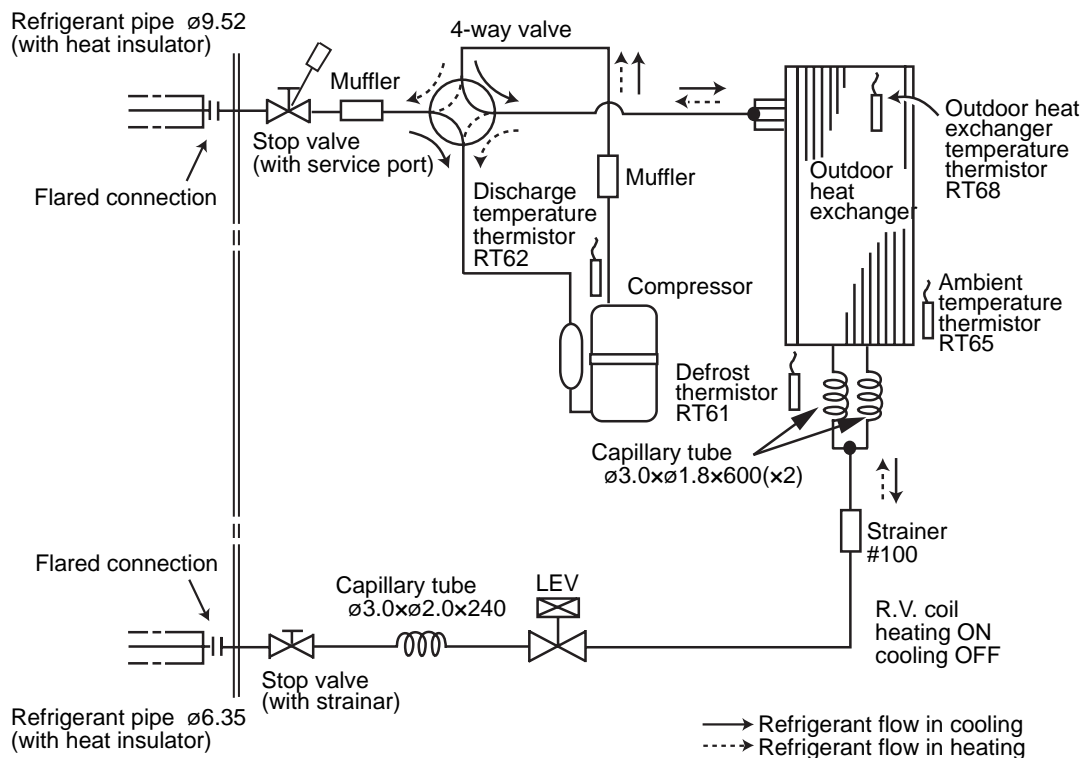 Refrigerant pipe ø9.52
(with heat insulator)
4-way valve
Muffler
Stop valve
(with service port)
Flared connection
Discharge
temperature
thermistor
RT62
Muffler
Compressor
Outdoor
heat
exchanger
Outdoor heat
exchanger
temperature
thermistor
RT68
Ambient
temperature
thermistor
RT65
Defrost
thermistor
RT61
Capillary tube
ø3.0×ø1.8×600(×2)
Strainer
#100
Flared connection
Capillary tube
ø3.0×ø2.0×240
LEV
R.V. coil
heating ON
cooling OFF
Stop valve
(with strainar)
Refrigerant pipe ø6.35
(with heat insulator)
Refrigerant flow in cooling
Refrigerant flow in heating